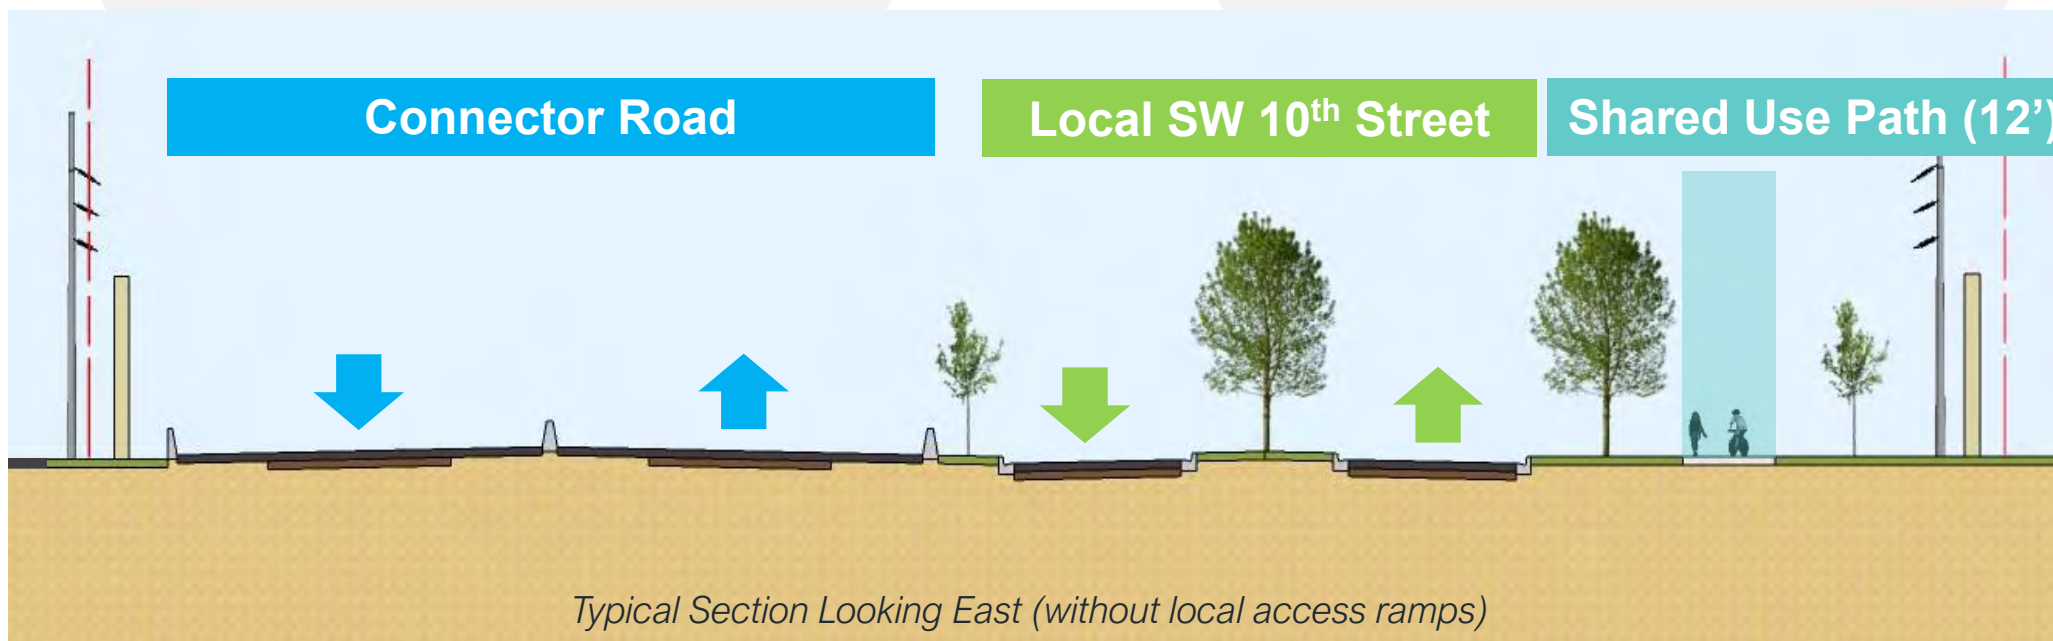 Connector Road
Local SW 10th Street
Shared Use Path (12’)
Typical Section Looking East (without local access ramps)